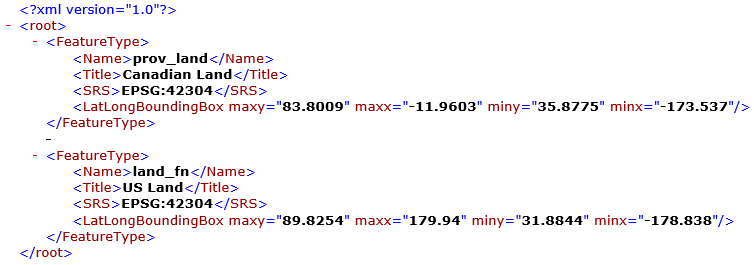 <?xml version="1.0"?>
- <root>
- <FeatureType>
<Name>prov_land</Name>
<Title>Canadian Land</Title>
<SRS>EPSG:42304</SRS>
<LatLongBoundingBox maxy="83.8009" maxx="-11.9603" miny="35.8775" minx="-173.537"/>
</FeatureType>
-
- <FeatureType>
<Name>land_fn</Name>
<Title>US Land</Title>
<SRS>EPSG:42304</SRS>
<LatLongBoundingBox maxy="89.8254" maxx="179.94" miny="31.8844" minx="-178.838"/>
</FeatureType>
</root>